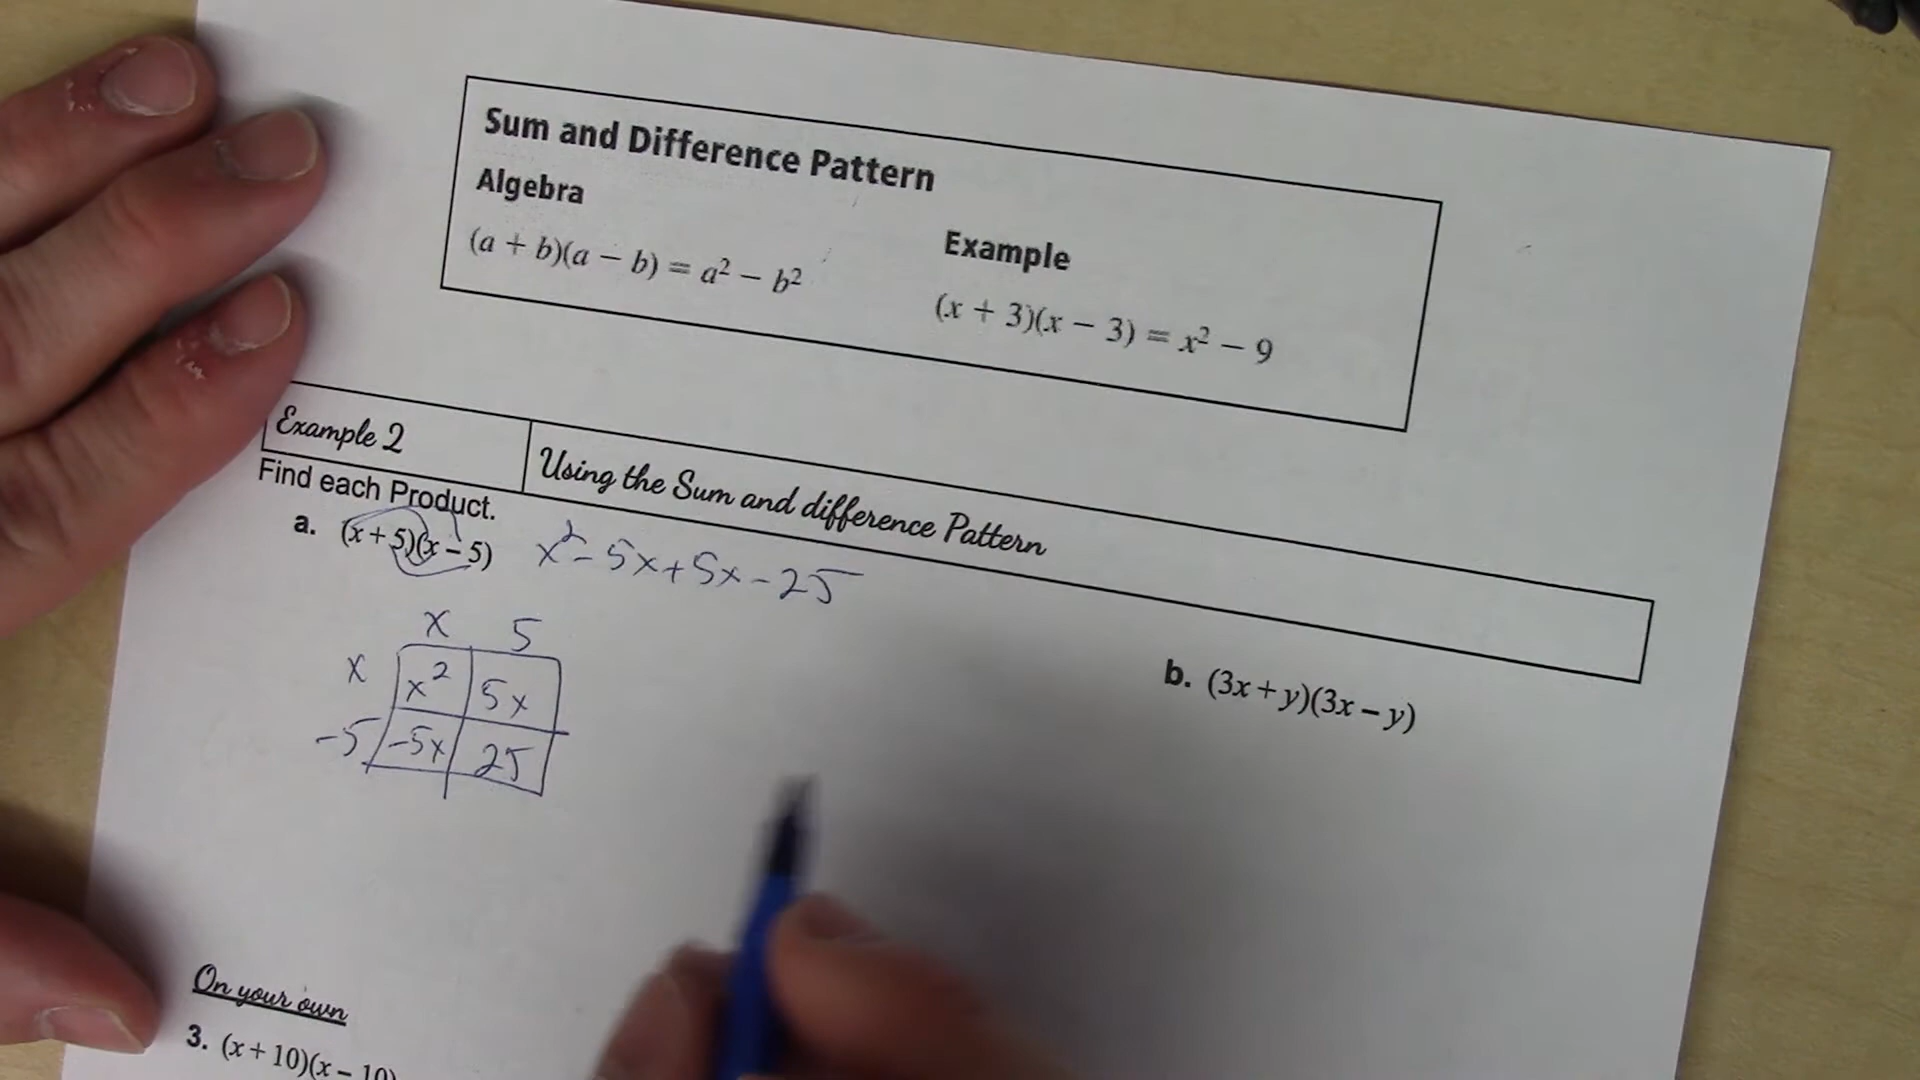 Sum and Difference Pattern
Algebra
(a + b)(a − b) = a² − b²
Example
(x + 3)(x − 3) = x² − 9
Example 2
Using the Sum and difference Pattern
Find each Product.
a. (x + 5)(x − 5) x² - 5x + 5x - 25
x 5
x x² 5x
-5 -5x 25
b. (3x + y)(3x − y)
On your own
3. (x + 10)(x − 10)